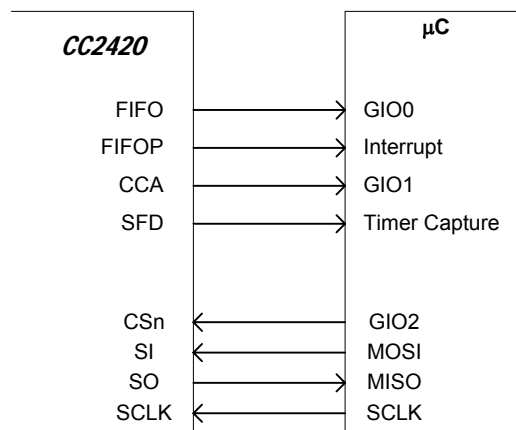 CC2420 µC
FIFO GIO0
FIFOP Interrupt
CCA GIO1
SFD Timer Capture
CSn GIO2
SI MOSI
SO MISO
SCLK SCLK